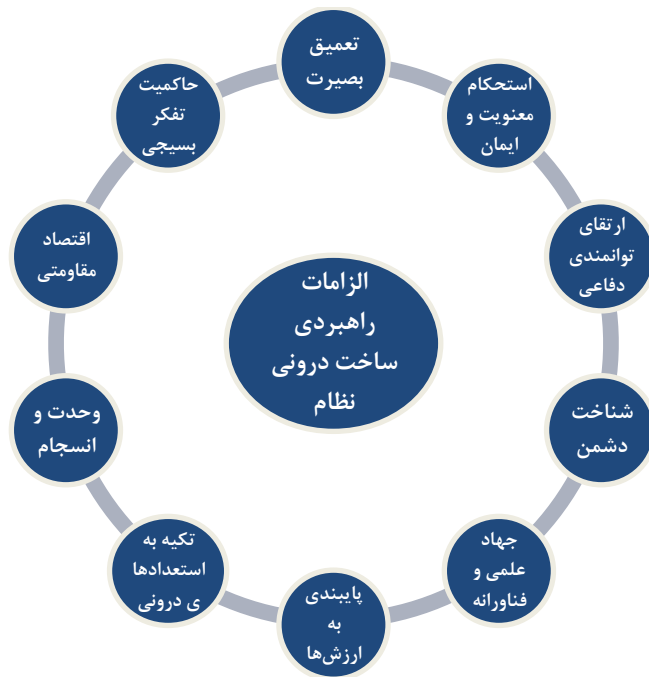 تعمیق
بصیرت
استحکام
معنویت و
ایمان
ارتقای
توانمندی
دفاعی
شناخت
دشمن
جهاد
علمی و
فناورانه
پایبندی
به
ارزش‌ها
تکیه به
استعدادها
ی درونی
وحدت و
انسجام
اقتصاد
مقاومتی
حاکمیت
تفکر
بسیجی
الزامات
راهبردی
ساخت درونی
نظام